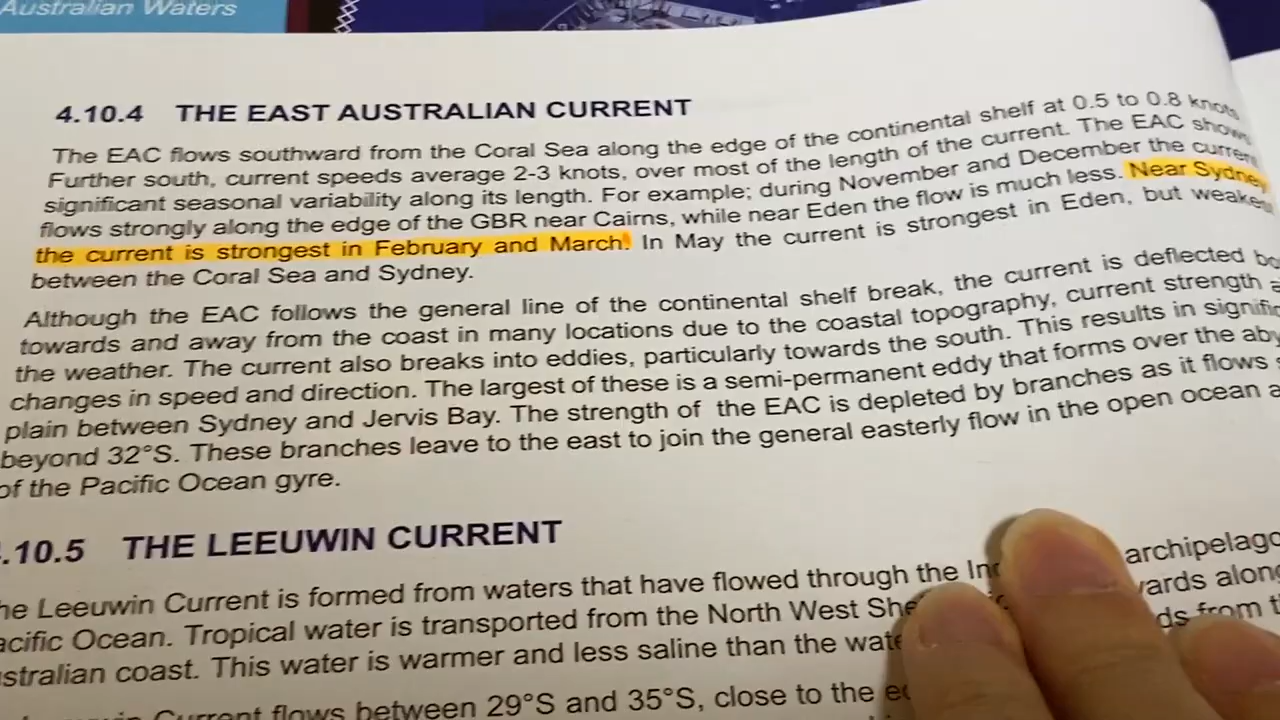 Australian Waters
4.10.4 THE EAST AUSTRALIAN CURRENT
The EAC flows southward from the Coral Sea along the edge of the continental shelf at 0.5 to 0.8 knots
Further south, current speeds average 2-3 knots, over most of the length of the current. The EAC shows
significant seasonal variability along its length. For example; during November and December the current
flows strongly along the edge of the GBR near Cairns, while near Eden the flow is much less. Near Sydney
the current is strongest in February and March. In May the current is strongest in Eden, but weakest
between the Coral Sea and Sydney.
Although the EAC follows the general line of the continental shelf break, the current is deflected
towards and away from the coast in many locations due to the coastal topography, current strength
the weather. The current also breaks into eddies, particularly towards the south. This results in
changes in speed and direction. The largest of these is a semi-permanent eddy that forms over the
plain between Sydney and Jervis Bay. The strength of the EAC is depleted by branches as it flows
beyond 32°S. These branches leave to the east to join the general easterly flow in the open ocean
of the Pacific Ocean gyre.
.10.5 THE LEEUWIN CURRENT
he Leeuwin Current is formed from waters that have flowed through the archipelago
acific Ocean. Tropical water is transported from the North West
stralian coast. This water is warmer and less saline than the
Current flows between 29°S and 35°S, close to the